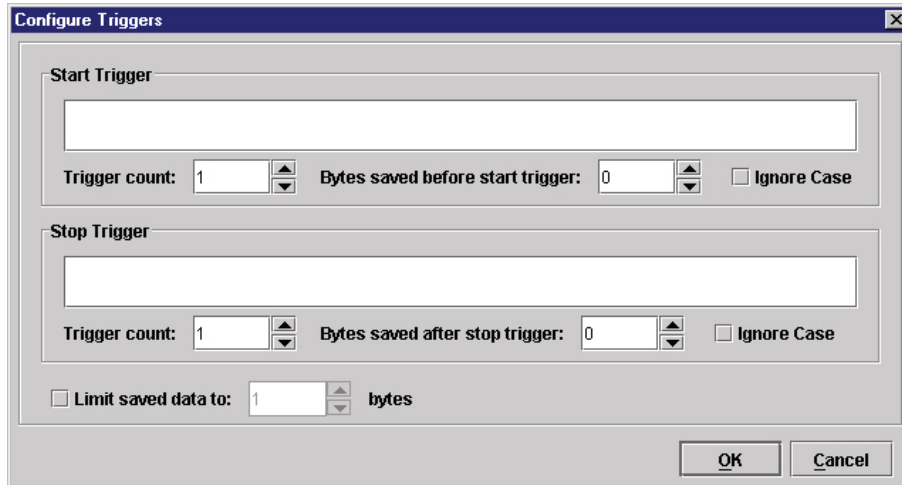 Configure Triggers
Start Trigger
Trigger count: 1 Bytes saved before start trigger: 0 Ignore Case
Stop Trigger
Trigger count: 1 Bytes saved after stop trigger: 0 Ignore Case
Limit saved data to: 1 bytes
OK Cancel